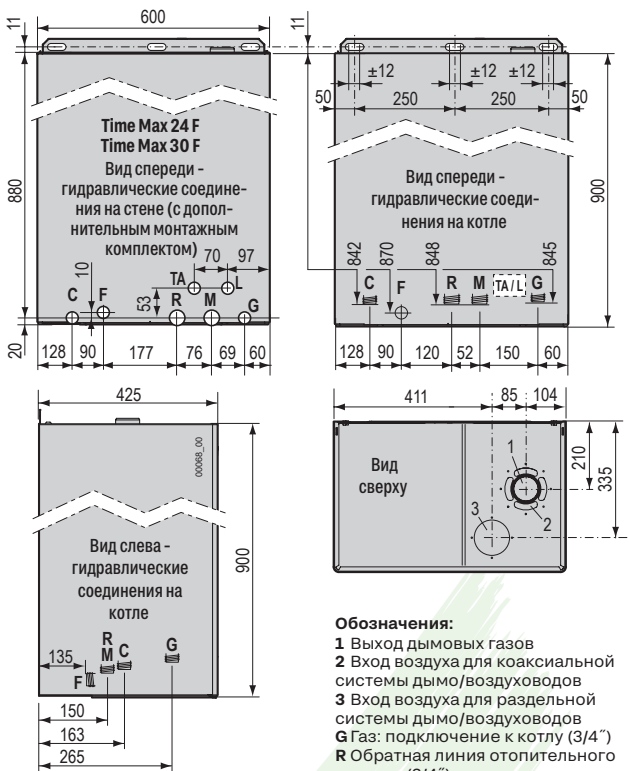 600
11
11
±12
±12
±12
50
250
250
50
Time Max 24 F
Time Max 30 F
Вид спереди -
гидравлические соедине-
ния на стене (с допол-
нительным монтажным
комплектом)
880
Вид спереди -
гидравлические соеди-
нения на котле
900
10
70
97
TA
L
53
C
F
R
M
G
20
128
90
177
76
69
60
842
870
848
845
C
F
R
M
TA / L
G
128
90
120
52
150
60
425
00068_00
Вид слева -
гидравлические
соединения на
котле
900
135
R
M
C
G
F
150
163
265
411
85
104
Вид
сверху
1
2
3
210
335
Обозначения:
1 Выход дымовых газов
2 Вход воздуха для коаксиальной
системы дымо/воздуховодов
3 Вход воздуха для раздельной
системы дымо/воздуховодов
G Газ: подключение к котлу (3/4˝)
R Обратная линия отопительного